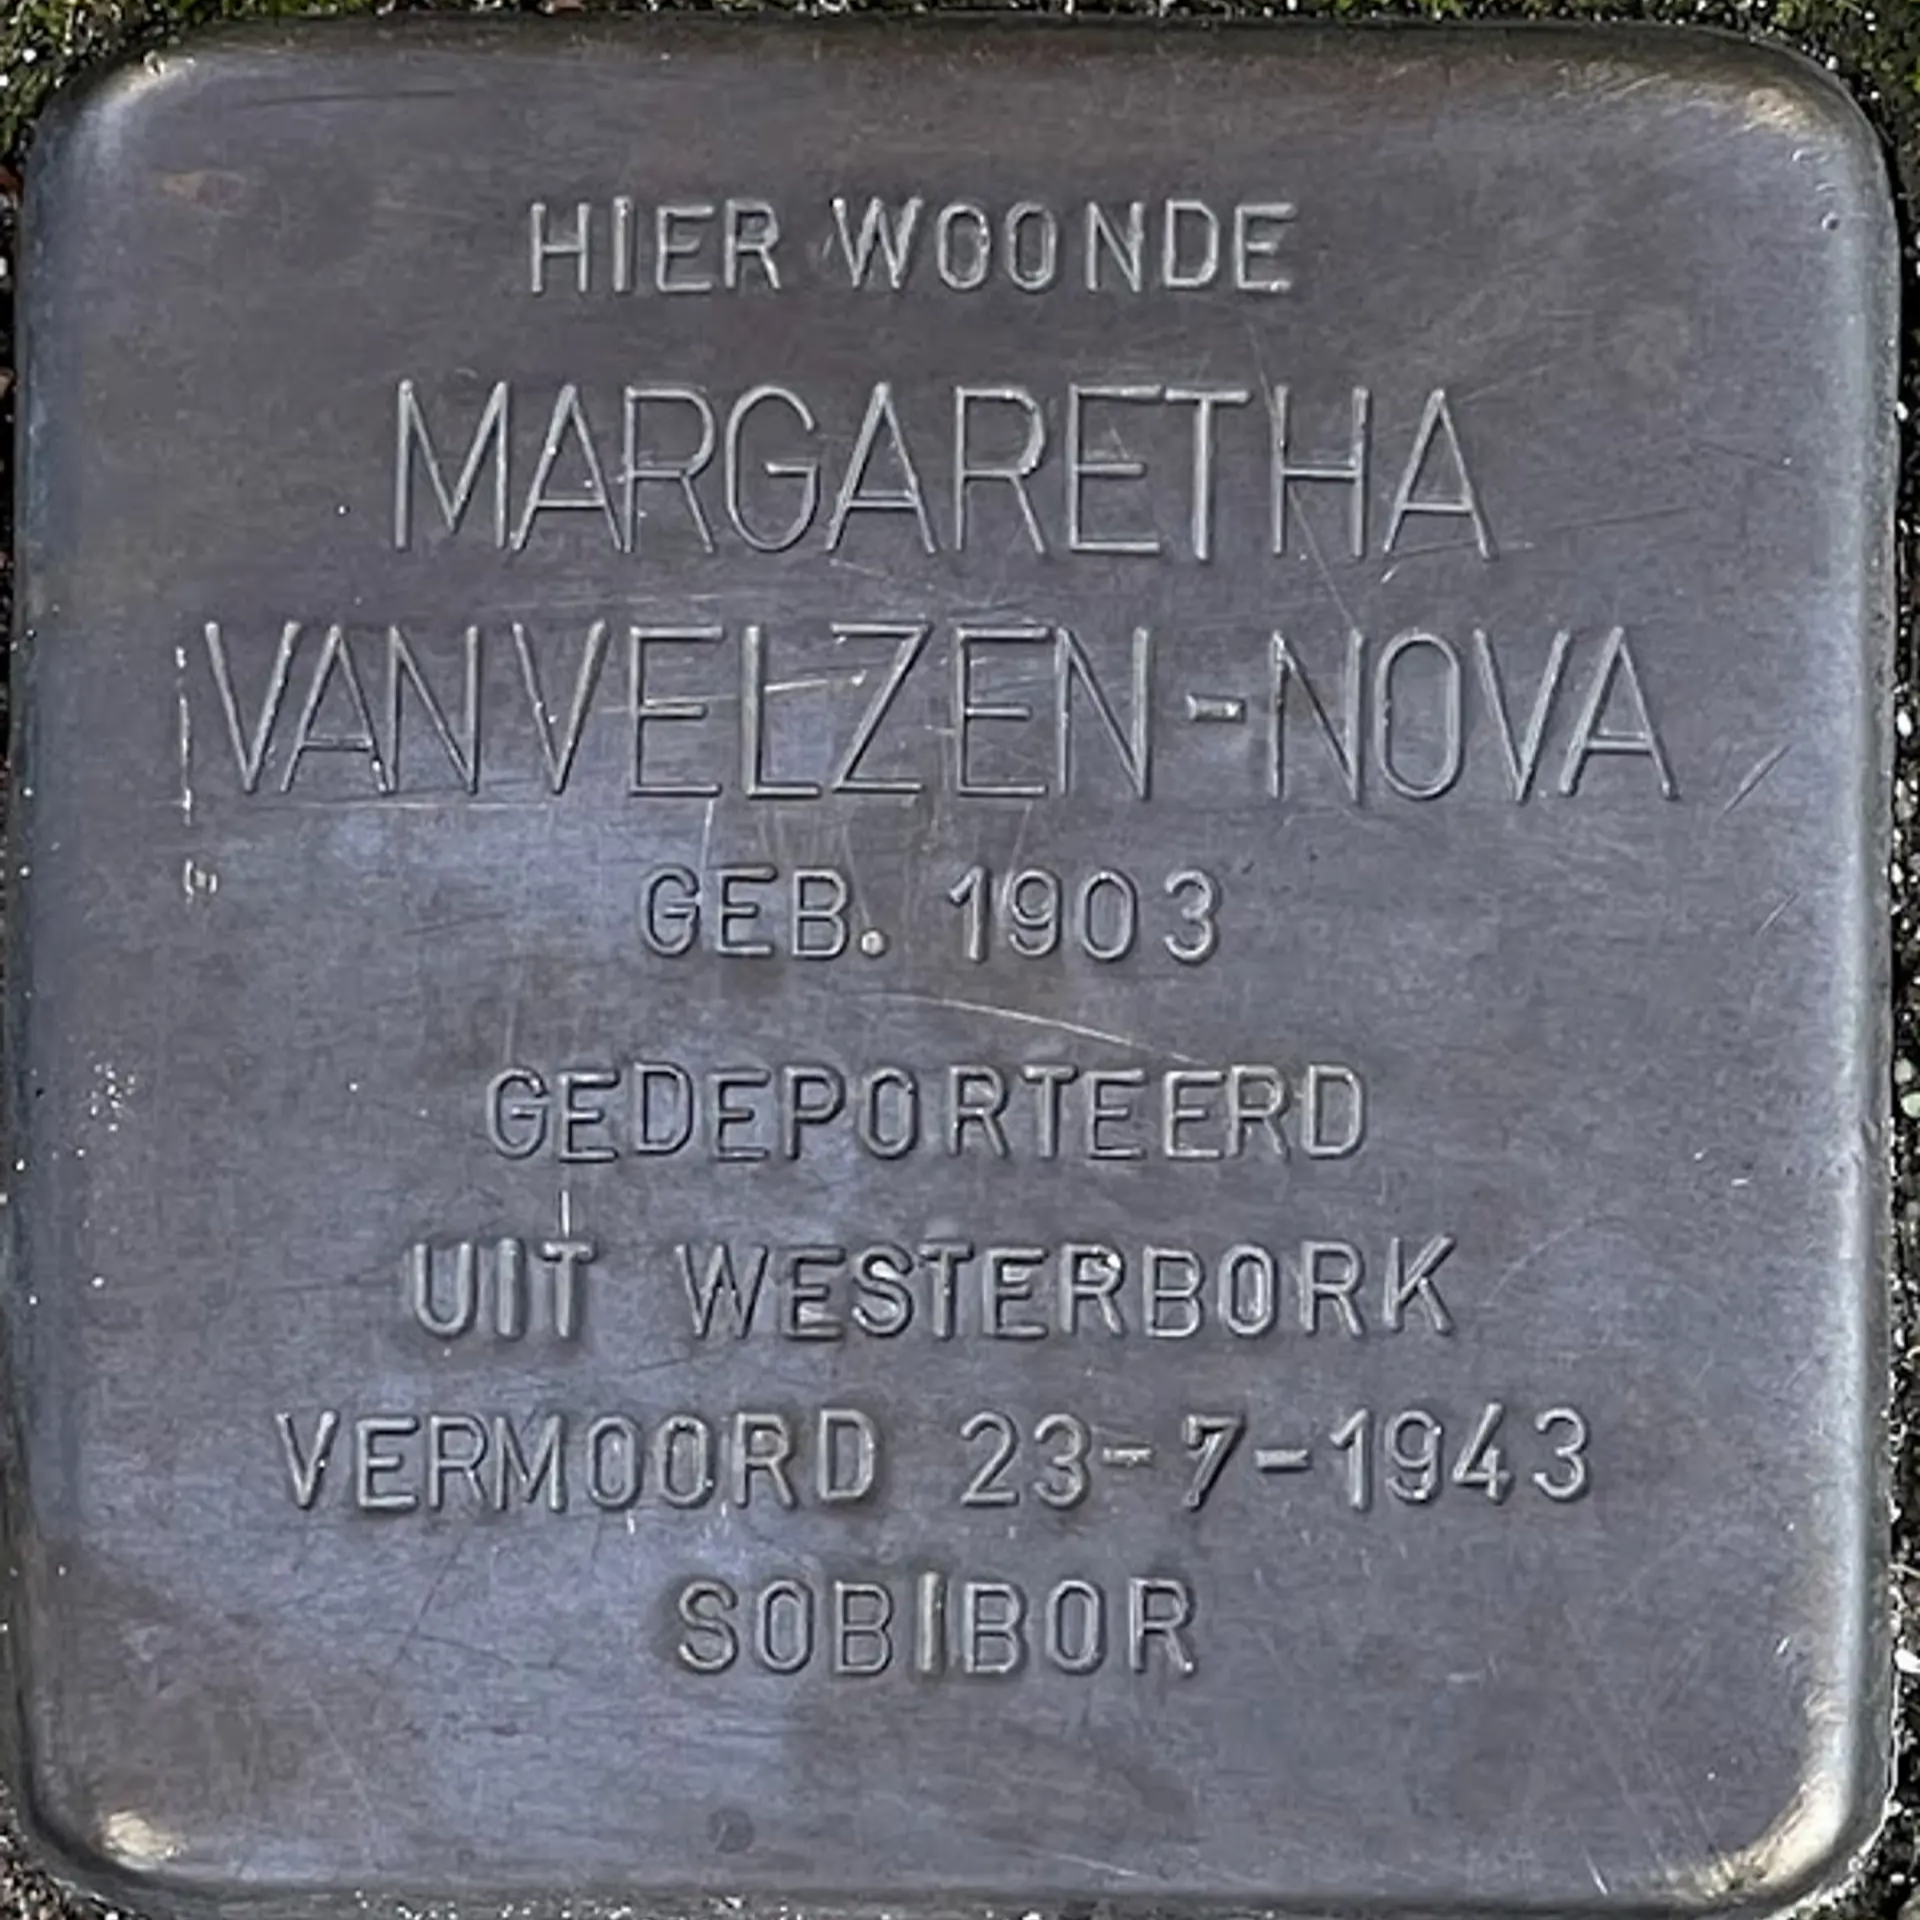 HIER WOONDE
MARGARETHA
VAN VELZEN-NOVA
GEB. 1903
GEDEPORTEERD
UIT WESTERBORK
VERMOORD 23-7-1943
SOBIBOR